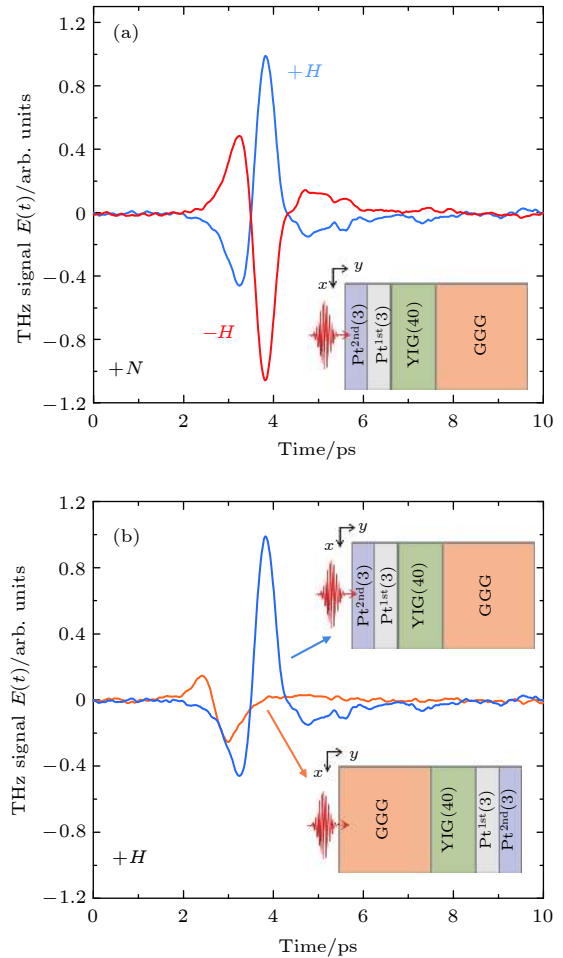 1.2
(a)
+H
0.8
0.4
0
-0.4
-0.8
-1.2
THz signal E(t)/arb. units
-H
+N
x
y
Pt2nd(3)
Pt1st(3)
YIG(40)
GGG
0 2 4 6 8 10
Time/ps
1.2
(b)
0.8
0.4
0
-0.4
-0.8
-1.2
THz signal E(t)/arb. units
x
y
Pt2nd(3)
Pt1st(3)
YIG(40)
GGG
x
y
GGG
YIG(40)
Pt1st(3)
Pt2nd(3)
+H
0 2 4 6 8 10
Time/ps